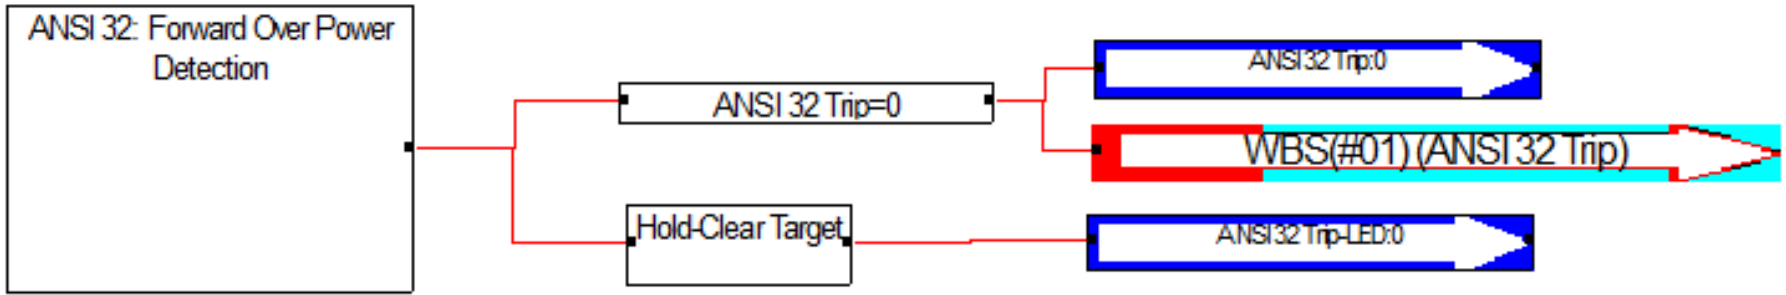 ANSI 32: Forward Over Power
Detection
ANSI 32 Trip=0
ANSI 32 Trip:0
WBS(#01) (ANSI 32 Trip)
Hold-Clear Target
ANSI 32 Trip-LED:0